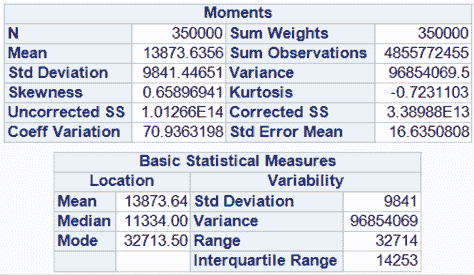 Moments
N 350000 Sum Weights 350000
Mean 13873.6356 Sum Observations 4855772455
Std Deviation 9841.44651 Variance 96854069.5
Skewness 0.65896941 Kurtosis -0.7231103
Uncorrected SS 1.01266E14 Corrected SS 3.38988E13
Coeff Variation 70.9363198 Std Error Mean 16.6350808
Basic Statistical Measures
Location Variability
Mean 13873.64 Std Deviation 9841
Median 11334.00 Variance 96854069
Mode 32713.50 Range 32714
Interquartile Range 14253